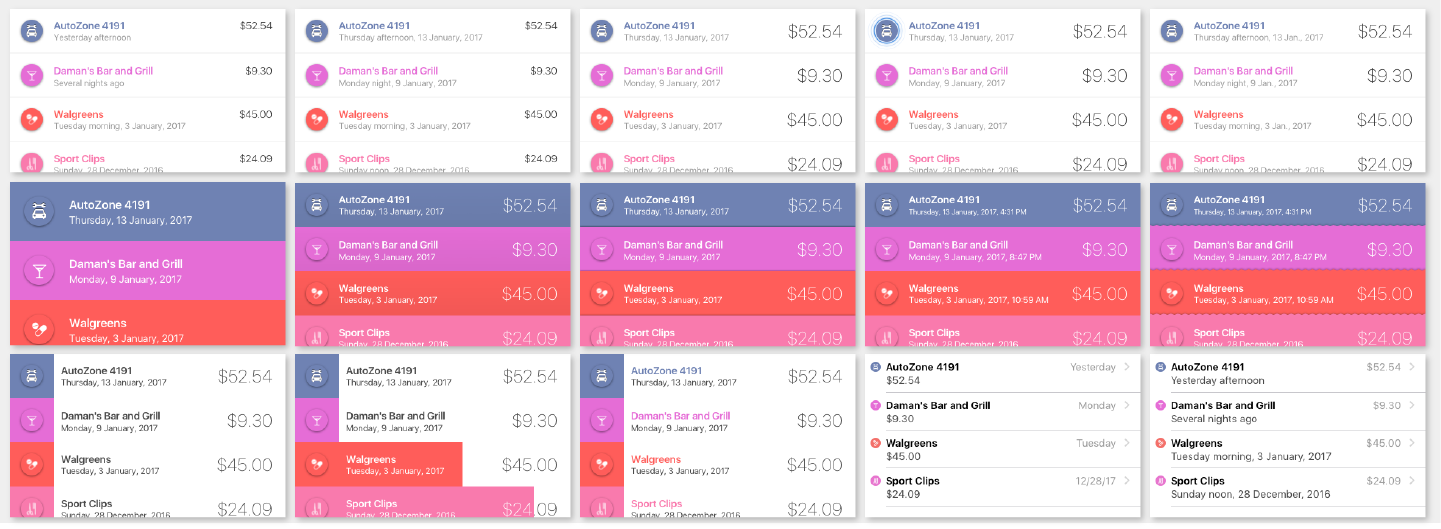 AutoZone 4191 $52.54
Yesterday afternoon
Daman's Bar and Grill $9.30
Several nights ago
Walgreens $45.00
Tuesday morning, 3 January, 2017
Sport Clips $24.09
Sunday, 28 December, 2016
AutoZone 4191 $52.54
Thursday afternoon, 13 January, 2017
Daman's Bar and Grill $9.30
Monday night, 9 January, 2017
Walgreens $45.00
Tuesday morning, 3 January, 2017
Sport Clips $24.09
Sunday noon, 28 December, 2016
AutoZone 4191 $52.54
Thursday, 13 January, 2017
Daman's Bar and Grill $9.30
Monday, 9 January, 2017
Walgreens $45.00
Tuesday, 3 January, 2017
Sport Clips $24.09
Sunday, 28 December, 2016
AutoZone 4191 $52.54
Thursday, 13 January, 2017
Daman's Bar and Grill $9.30
Monday, 9 January, 2017
Walgreens $45.00
Tuesday, 3 January, 2017
Sport Clips $24.09
Sunday, 28 December, 2016
AutoZone 4191 $52.54
Thursday afternoon, 13 Jan., 2017
Daman's Bar and Grill $9.30
Monday night, 9 Jan., 2017
Walgreens $45.00
Tuesday morning, 3 Jan., 2017
Sport Clips $24.09
Sunday noon, 28 December, 2016
AutoZone 4191
Thursday, 13 January, 2017
Daman's Bar and Grill
Monday, 9 January, 2017
Walgreens
Tuesday, 3 January, 2017
AutoZone 4191 $52.54
Thursday, 13 January, 2017
Daman's Bar and Grill $9.30
Monday, 9 January, 2017
Walgreens $45.00
Tuesday, 3 January, 2017
Sport Clips $24.09
Sunday, 28 December, 2016
AutoZone 4191 $52.54
Thursday, 13 January, 2017
Daman's Bar and Grill $9.30
Monday, 9 January, 2017
Walgreens $45.00
Tuesday, 3 January, 2017
Sport Clips $24.09
Sunday, 28 December, 2016
AutoZone 4191 $52.54
Thursday, 13 January, 2017, 4:31 PM
Daman's Bar and Grill $9.30
Monday, 9 January, 2017, 8:47 PM
Walgreens $45.00
Tuesday, 3 January, 2017, 10:59 AM
Sport Clips $24.09
Sunday, 28 December, 2016
AutoZone 4191 $52.54
Thursday, 13 January, 2017, 4:31 PM
Daman's Bar and Grill $9.30
Monday, 9 January, 2017, 8:47 PM
Walgreens $45.00
Tuesday, 3 January, 2017, 10:59 AM
Sport Clips $24.09
Sunday, 28 December, 2016
AutoZone 4191 $52.54
Thursday, 13 January, 2017
Daman's Bar and Grill $9.30
Monday, 9 January, 2017
Walgreens $45.00
Tuesday, 3 January, 2017
Sport Clips $24.09
Sunday, 28 December, 2016
AutoZone 4191 $52.54
Thursday, 13 January, 2017
Daman's Bar and Grill $9.30
Monday, 9 January, 2017
Walgreens $45.00
Tuesday, 3 January, 2017
Sport Clips $24.09
Sunday, 28 December, 2016
AutoZone 4191 $52.54
Thursday, 13 January, 2017
Daman's Bar and Grill $9.30
Monday, 9 January, 2017
Walgreens $45.00
Tuesday, 3 January, 2017
Sport Clips $24.09
Sunday, 28 December, 2016
AutoZone 4191 Yesterday
$52.54
Daman's Bar and Grill Monday
$9.30
Walgreens Tuesday
$45.00
Sport Clips 12/28/17
$24.09
AutoZone 4191 $52.54
Yesterday afternoon
Daman's Bar and Grill $9.30
Several nights ago
Walgreens $45.00
Tuesday morning, 3 January, 2017
Sport Clips $24.09
Sunday noon, 28 December, 2016